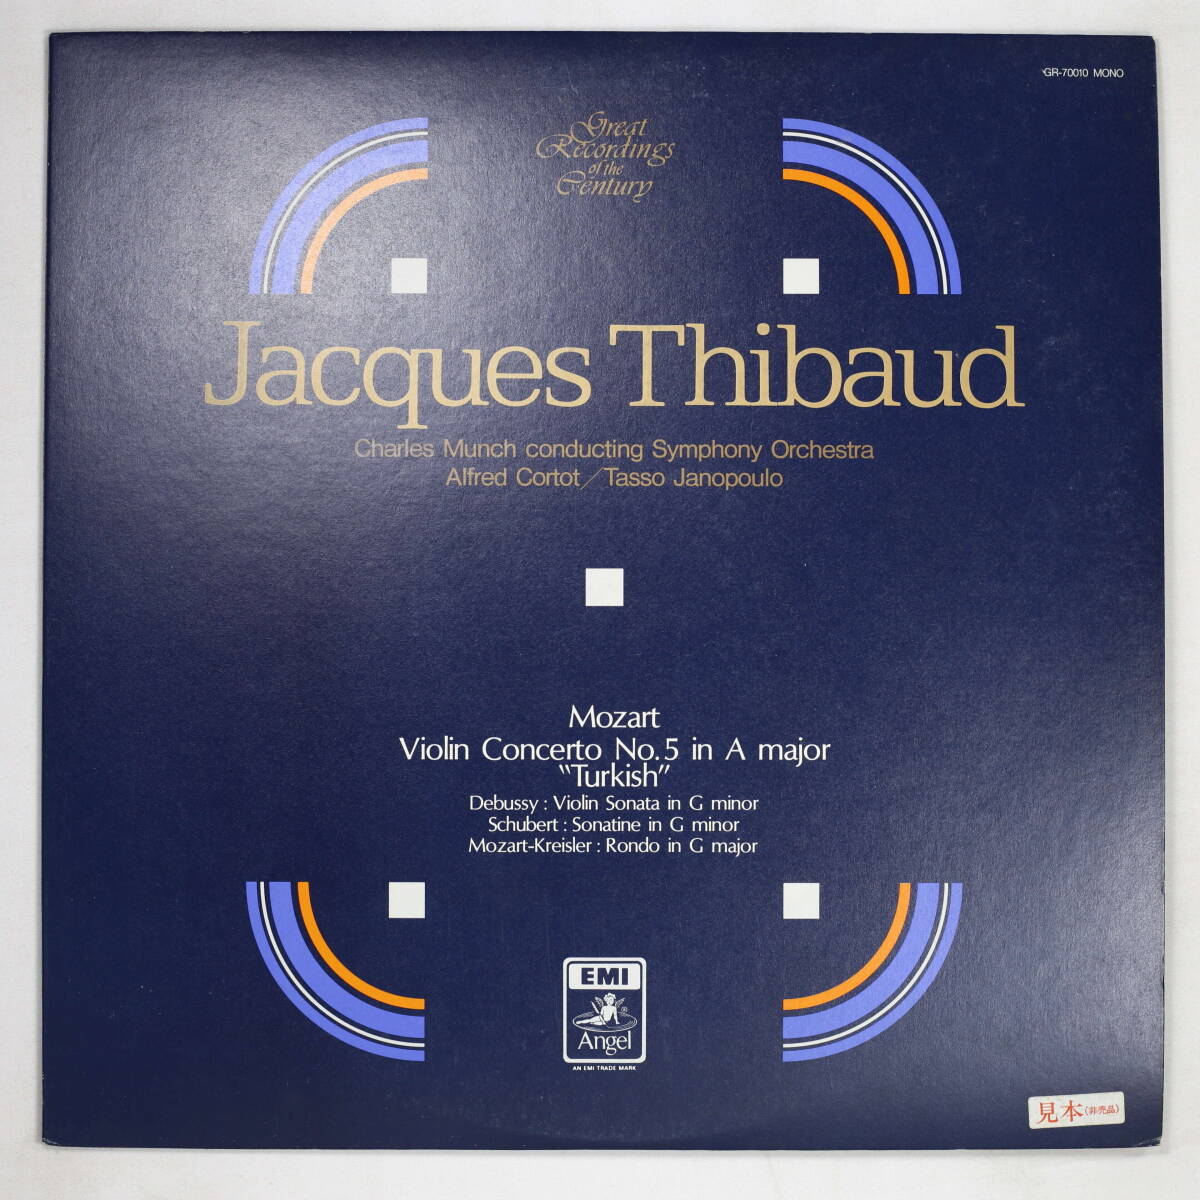 GR-70010 MONO
Great
Recordings
of the
Century
Jacques Thibaud
Charles Munch conducting Symphony Orchestra
Alfred Cortot／Tasso Janopoulo
Mozart
Violin Concerto No.5 in A major
"Turkish"
Debussy : Violin Sonata in G minor
Schubert : Sonatine in G minor
Mozart-Kreisler : Rondo in G major
EMI
®
Angel
AN EMI TRADE MARK
見本(非売品)